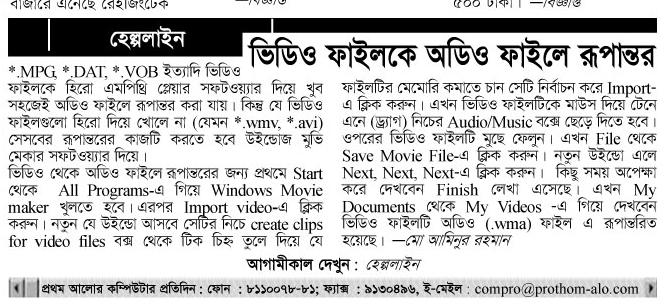 বাজারে এনেছে রেইজিংটেক —বিজ্ঞপ্তি
৫০০ টাকা। —বিজ্ঞপ্তি
হেল্পলাইন
ভিডিও ফাইলকে অডিও ফাইলে রূপান্তর
*.MPG, *.DAT, *.VOB ইত্যাদি ভিডিও
ফাইলকে হিরো এমপিথ্রি প্লেয়ার সফটওয়্যার দিয়ে খুব
সহজেই অডিও ফাইলে রূপান্তর করা যায়। কিন্তু যে ভিডিও
ফাইলগুলো হিরো দিয়ে খোলে না (যেমন *.wmv, *.avi)
সেসবের রূপান্তরের কাজটি করতে হবে উইন্ডোজ মুভি
মেকার সফটওয়্যার দিয়ে।
ভিডিও থেকে অডিও ফাইলে রূপান্তরের জন্য প্রথমে Start
থেকে All Programs-এ গিয়ে Windows Movie
maker খুলতে হবে। এরপর Import video-এ ক্লিক
করুন। নতুন যে উইন্ডো আসবে সেটির নিচে create clips
for video files বক্স থেকে টিক চিহ্ন তুলে দিয়ে যে
ফাইলটির মেমোরি কমাতে চান সেটি নির্বাচন করে Import-
এ ক্লিক করুন। এখন ভিডিও ফাইলটিকে মাউস দিয়ে টেনে
এনে (ড্র্যাগ) নিচের Audio/Music বক্সে ছেড়ে দিতে হবে।
ওপরের ভিডিও ফাইলটি মুছে ফেলুন। এখন File থেকে
Save Movie File-এ ক্লিক করুন। নতুন উইন্ডো এলে
Next, Next, Next-এ ক্লিক করুন। কিছু সময় অপেক্ষা
করে দেখবেন Finish লেখা এসেছে। এখন My
Documents থেকে My Videos -এ গিয়ে দেখবেন
ভিডিও ফাইলটি অডিও (.wma) ফাইল এ রূপান্তরিত
হয়েছে। —মো আমিনুর রহমান
আগামীকাল দেখুন : হেল্পলাইন
প্রথম আলোর কম্পিউটার প্রতিদিন : ফোন : ৮১১০০৭৮-৮১; ফ্যাক্স : ৯১৩০৪৯৬, ই-মেইল : compro@prothom-alo.com